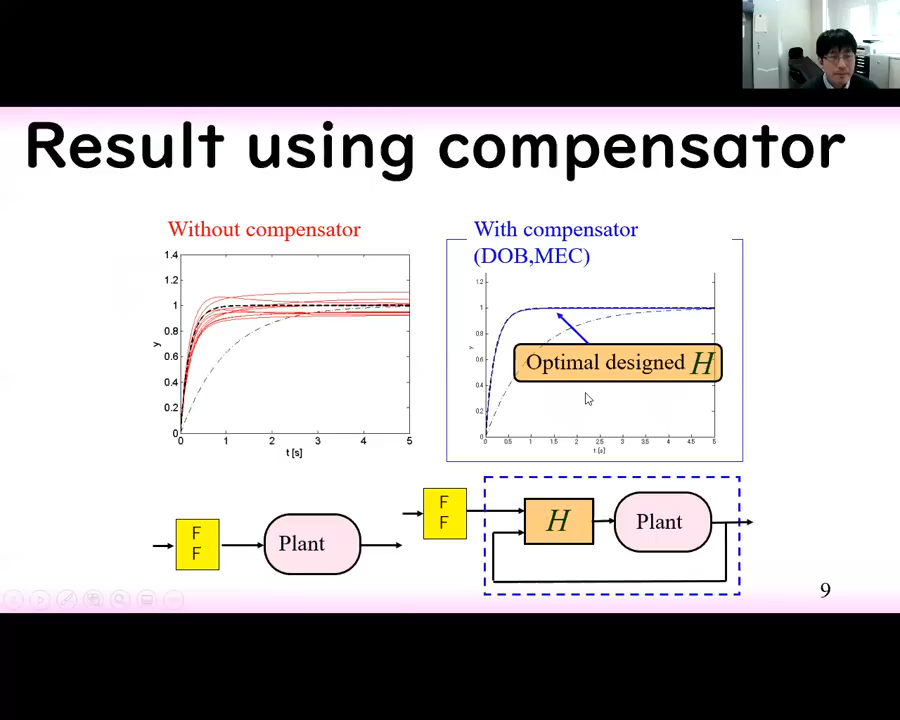 Result using compensator
Without compensator
1.4
1.2
1
0.8
0.6
0.4
0.2
0
y
0
1
2
3
4
5
t [s]
With compensator
(DOB,MEC)
1.2
1
0.8
0.6
0.4
0.2
0
y
0
0.5
1
1.5
2
2.5
3
3.5
4
4.5
5
t [s]
Optimal designed H
F
F
Plant
F
F
H
Plant
9